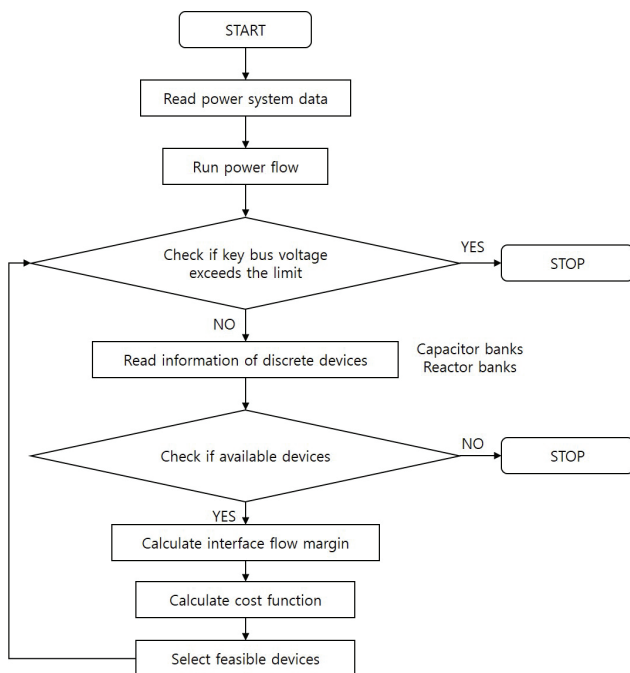 START
Read power system data
Run power flow
Check if key bus voltage
exceeds the limit
YES
STOP
NO
Read information of discrete devices
Capacitor banks
Reactor banks
Check if available devices
NO
STOP
YES
Calculate interface flow margin
Calculate cost function
Select feasible devices